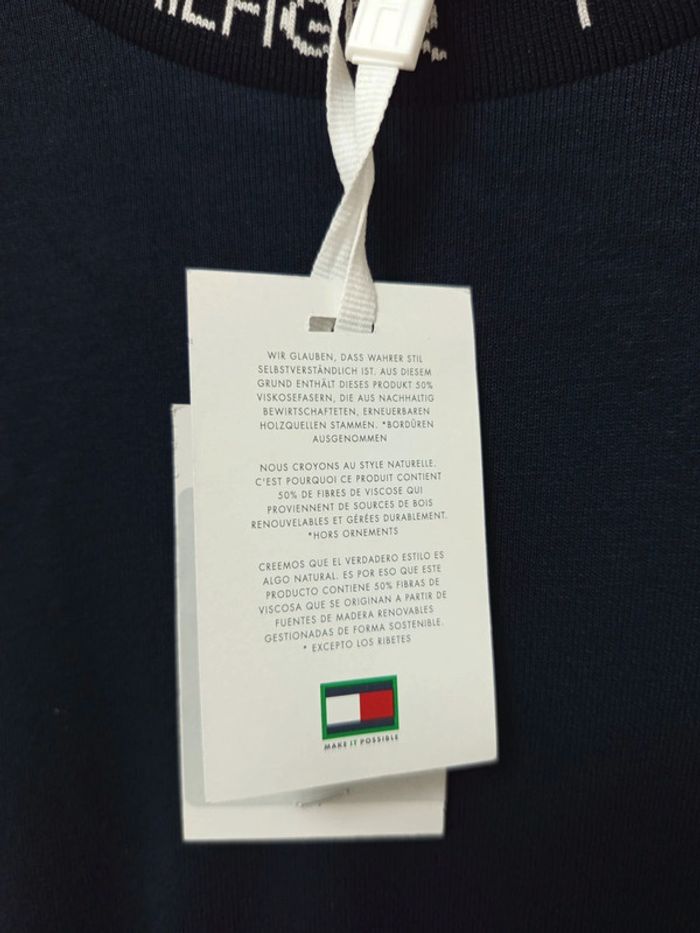 WIR GLAUBEN, DASS WAHRER STIL
SELBSTVERSTÄNDLICH IST. AUS DIESEM
GRUND ENTHÄLT DIESES PRODUKT 50%
VISKOSEFASERN, DIE AUS NACHHALTIG
BEWIRTSCHAFTETEN, ERNEUERBAREN
HOLZQUELLEN STAMMEN. *BORDÜREN
AUSGENOMMEN
NOUS CROYONS AU STYLE NATURELLE,
C'EST POURQUOI CE PRODUIT CONTIENT
50% DE FIBRES DE VISCOSE QUI
PROVIENNENT DE SOURCES DE BOIS
RENOUVELABLES ET GÉRÉES DURABLEMENT.
*HORS ORNEMENTS
CREEMOS QUE EL VERDADERO ESTILO ES
ALGO NATURAL. ES POR ESO QUE ESTE
PRODUCTO CONTIENE 50% FIBRAS DE
VISCOSA QUE SE ORIGINAN A PARTIR DE
FUENTES DE MADERA RENOVABLES
GESTIONADAS DE FORMA SOSTENIBLE.
* EXCEPTO LOS RIBETES
MAKE IT POSSIBLE